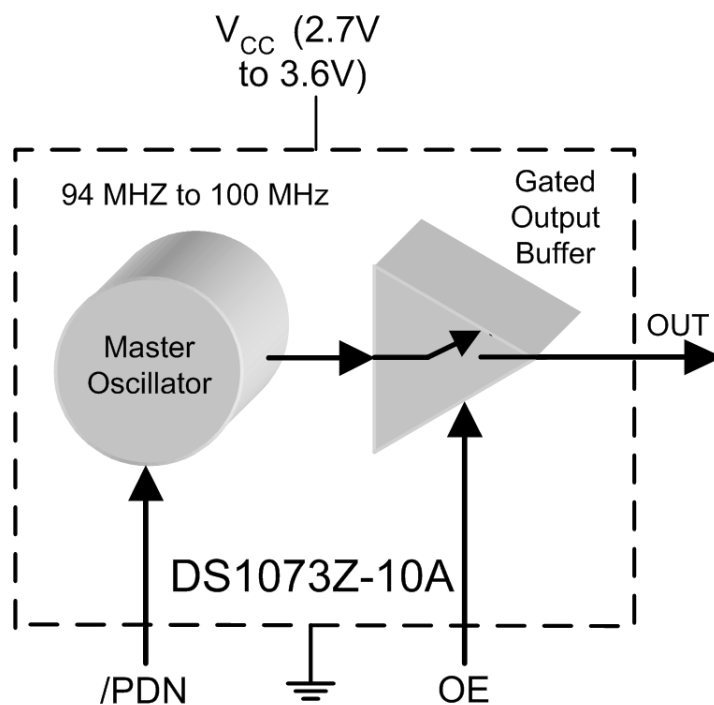 V_CC (2.7V
to 3.6V)
94 MHZ to 100 MHz
Gated
Output
Buffer
OUT
Master
Oscillator
DS1073Z-10A
/PDN
OE